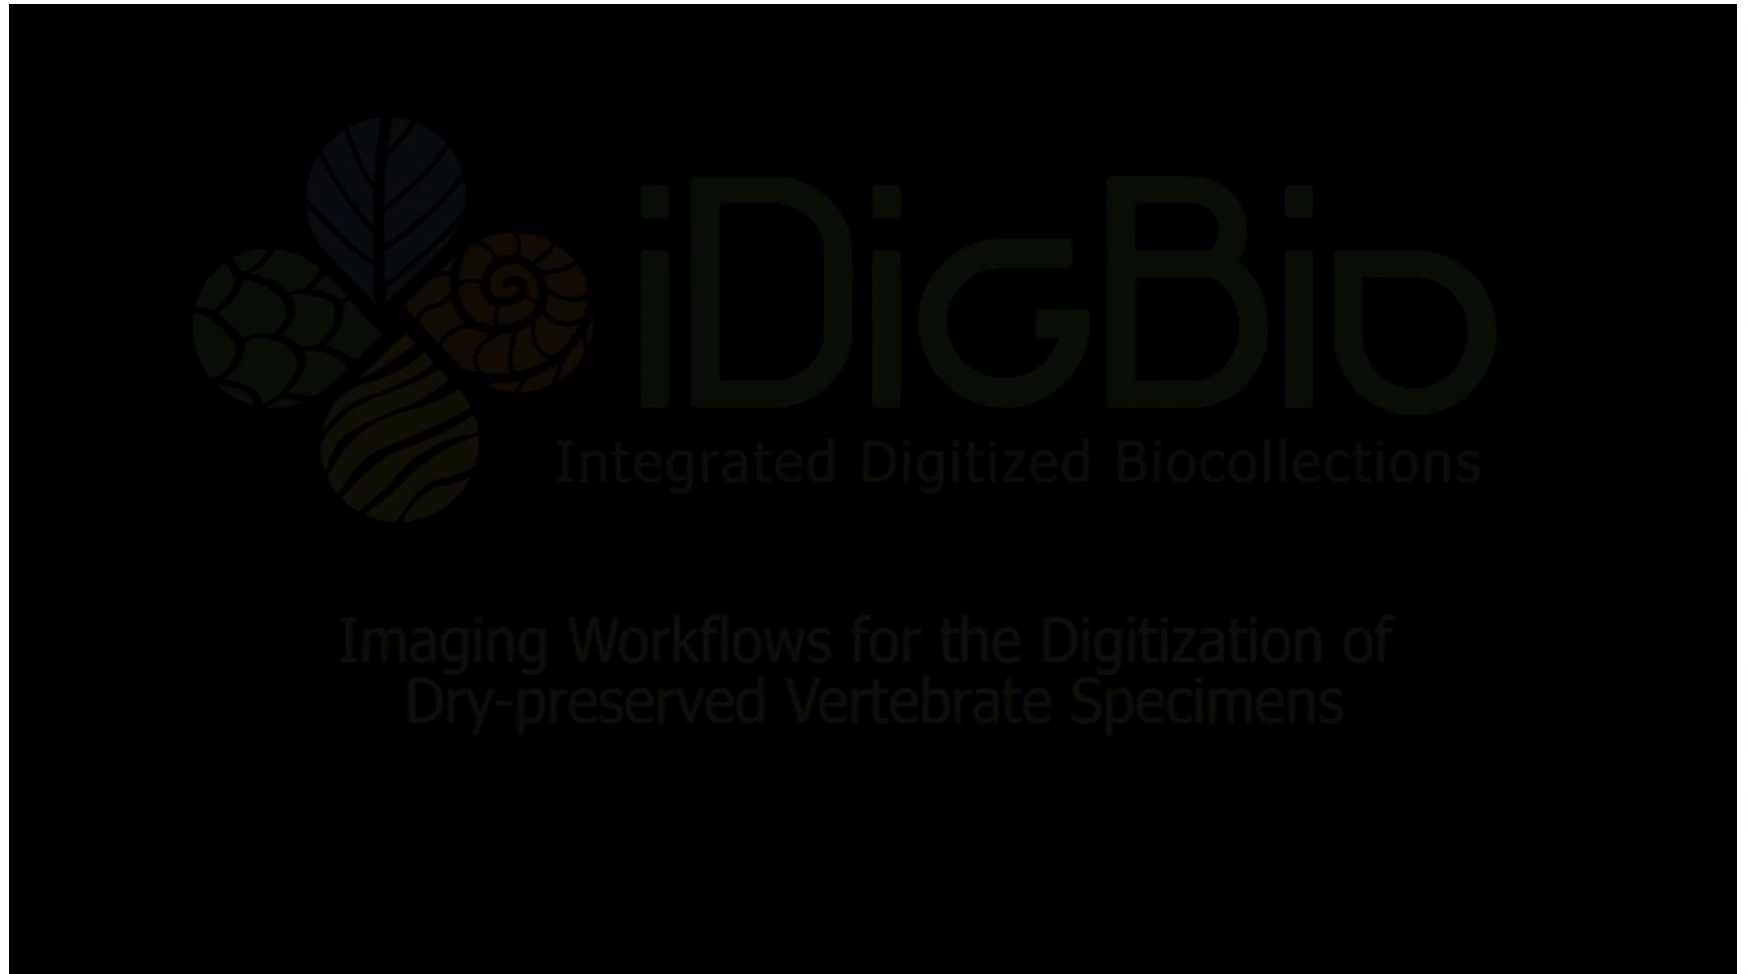 iDigBio
Integrated Digitized Biocollections
Imaging Workflows for the Digitization of
Dry-preserved Vertebrate Specimens